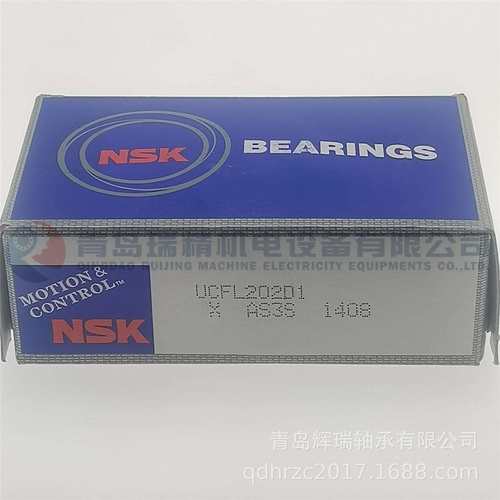 NSK
BEARINGS
青岛瑞精机电设备有限公司
QINGDAO RUIJING MACHINE ELECTRICITY EQUIPMENTS CO.,LTD
MOTION &
CONTROL™
NSK
UCFL202D1
X AS3S 1408
青岛辉瑞轴承有限公司
qdhrzc2017.1688.com